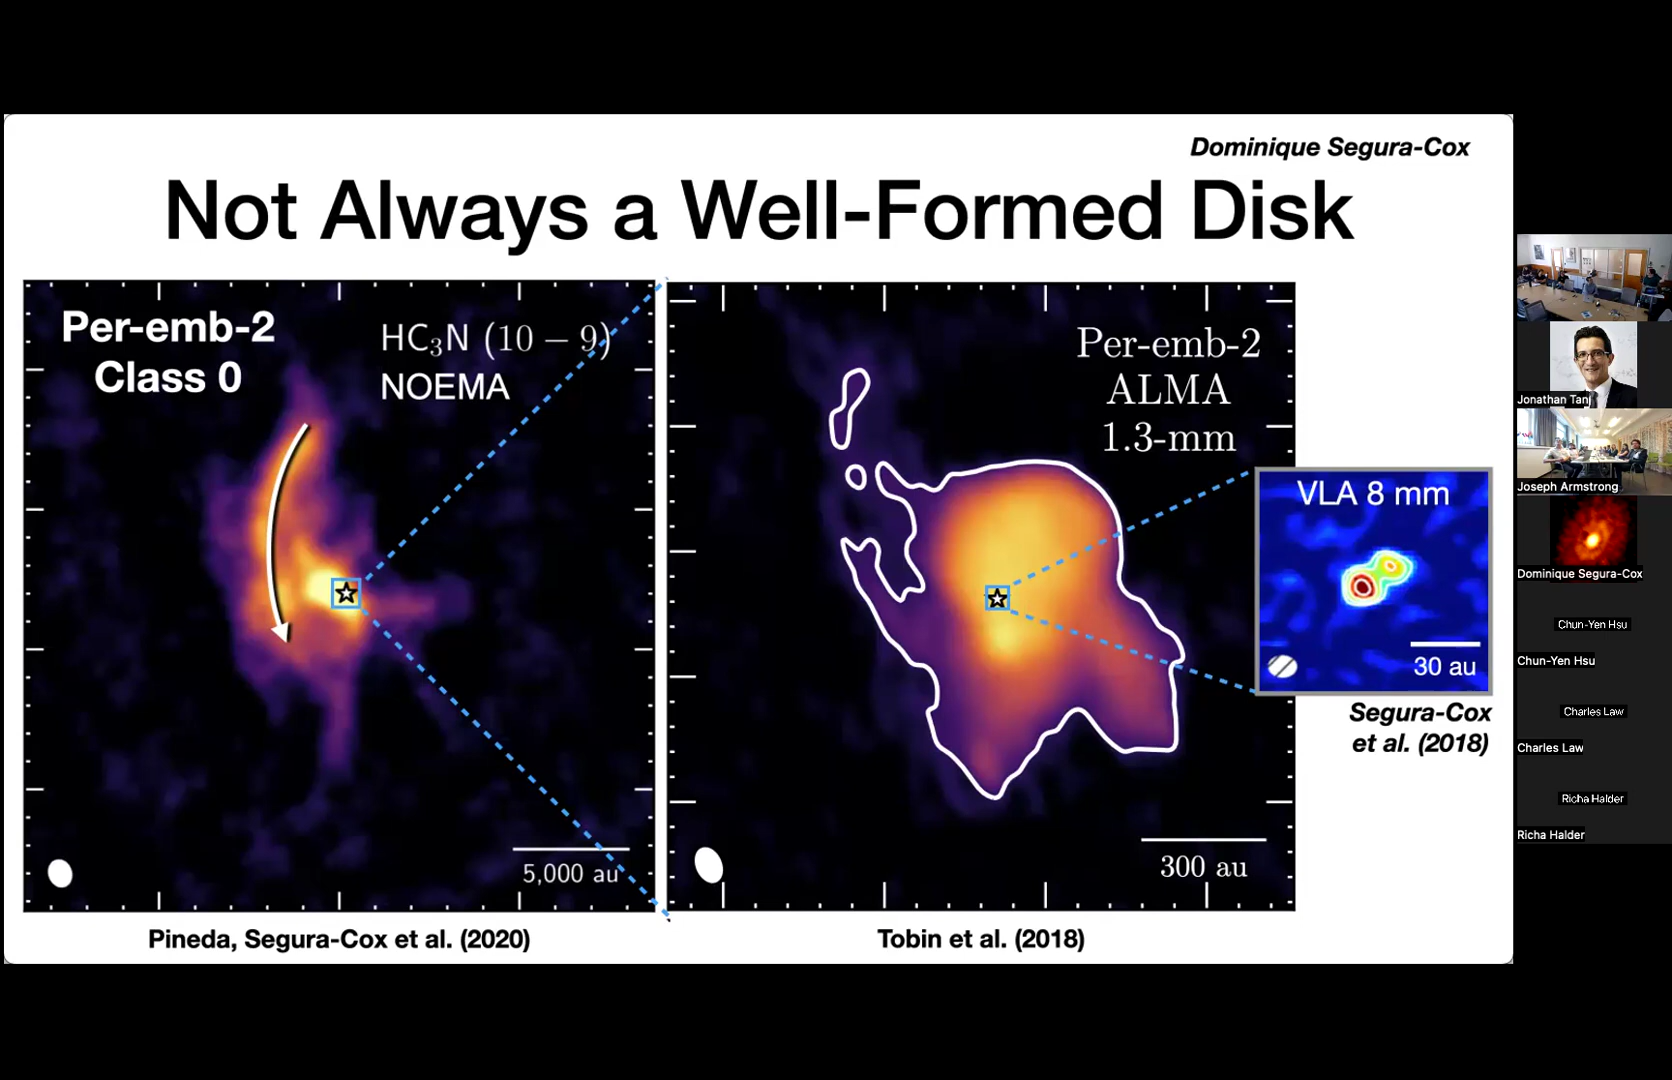 Dominique Segura-Cox
Not Always a Well-Formed Disk
Per-emb-2
Class 0
HC₃N (10 − 9)
NOEMA
5,000 au
Pineda, Segura-Cox et al. (2020)
Per-emb-2
ALMA
1.3-mm
300 au
Tobin et al. (2018)
VLA 8 mm
30 au
Segura-Cox
et al. (2018)
Jonathan Tan
Joseph Armstrong
Dominique Segura-Cox
Chun-Yen Hsu
Chun-Yen Hsu
Charles Law
Charles Law
Richa Halder
Richa Halder